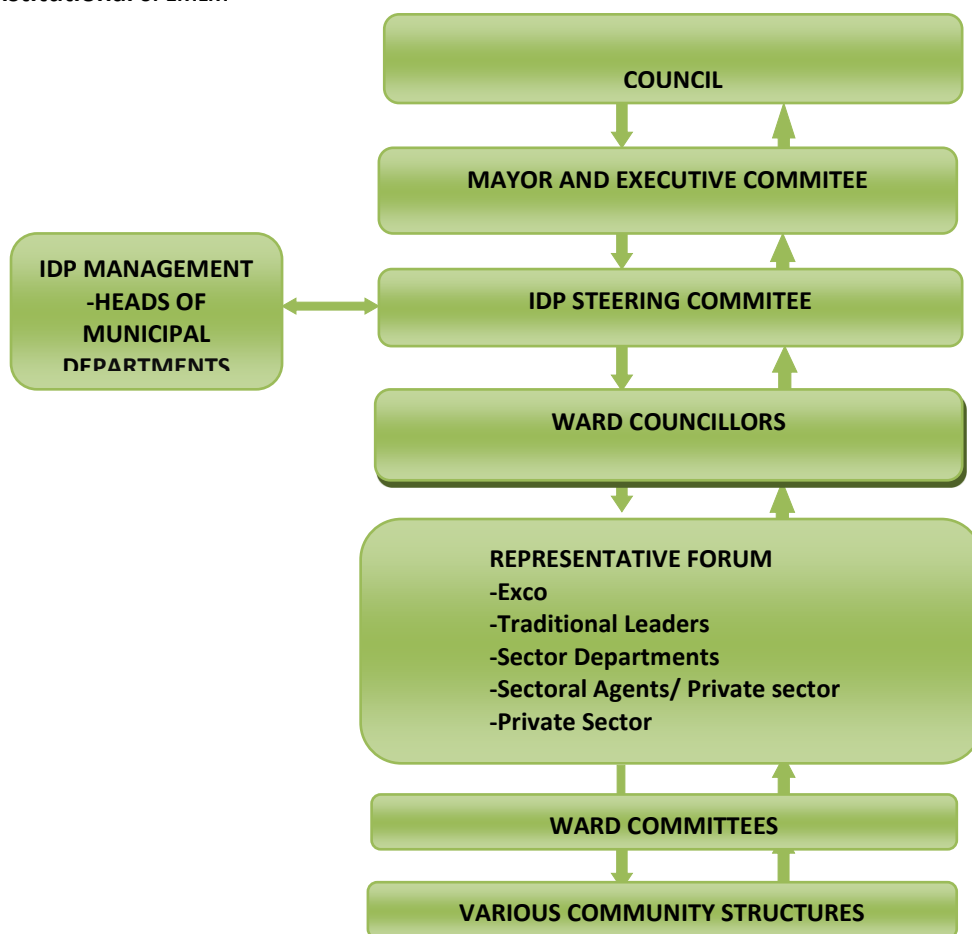 COUNCIL
MAYOR AND EXECUTIVE COMMITEE
IDP MANAGEMENT
-HEADS OF
MUNICIPAL
DEPARTMENTS
IDP STEERING COMMITEE
WARD COUNCILLORS
REPRESENTATIVE FORUM
-Exco
-Traditional Leaders
-Sector Departments
-Sectoral Agents/ Private sector
-Private Sector
WARD COMMITTEES
VARIOUS COMMUNITY STRUCTURES